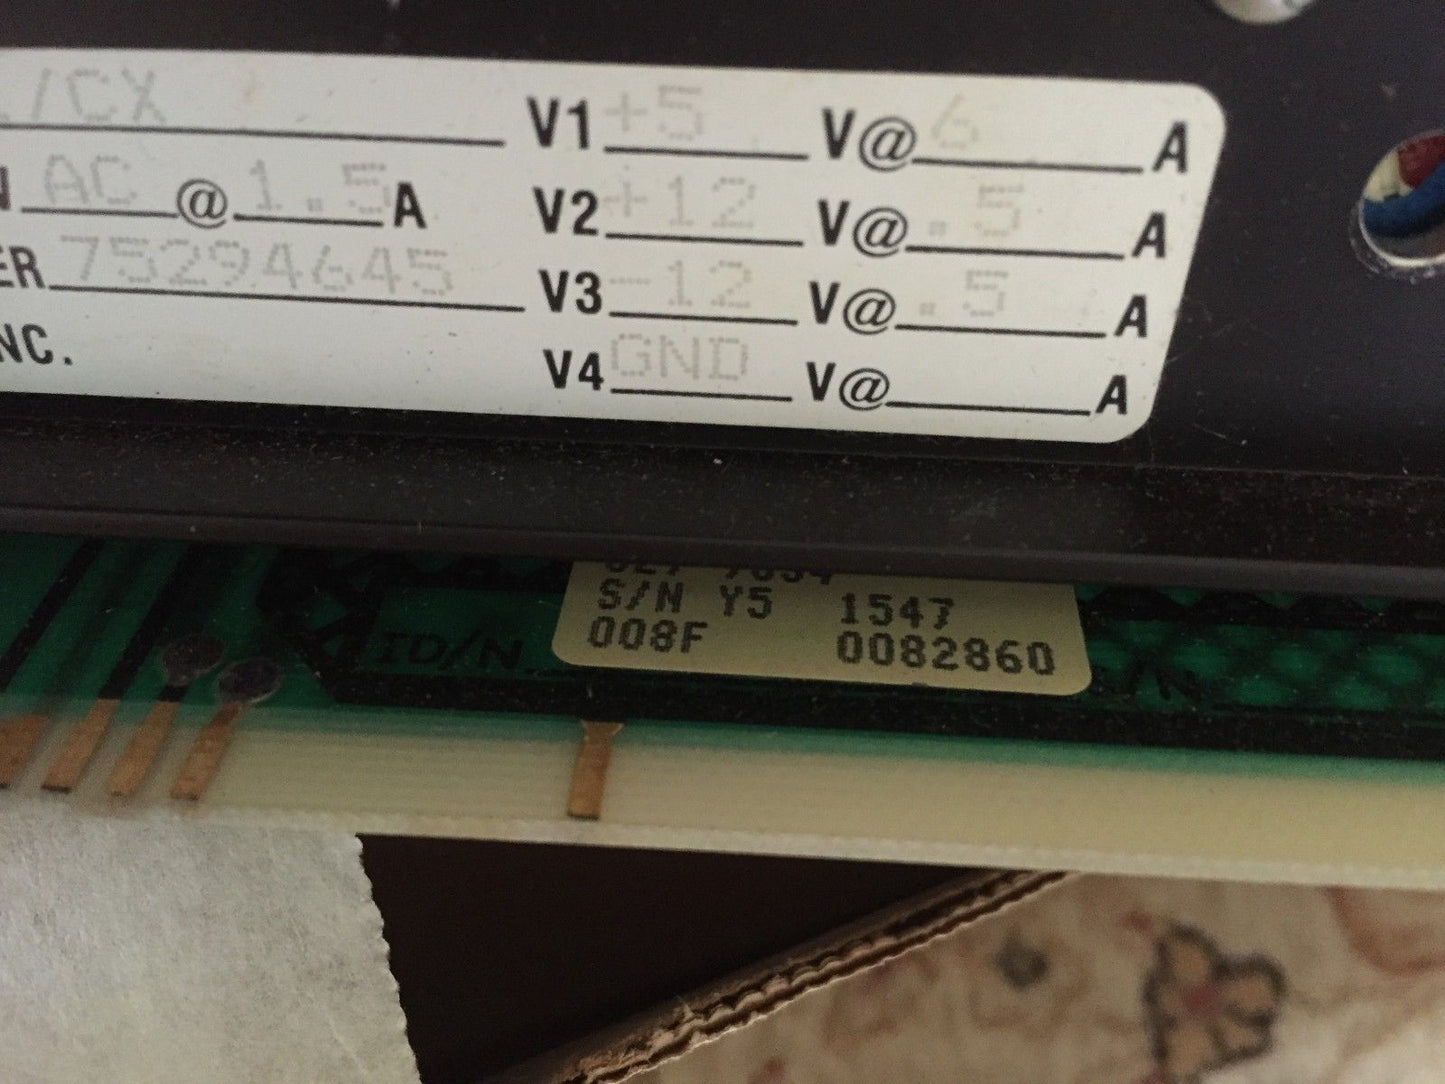 /CX V1 +5 V@ 6 A
AC @ 1.5 A V2 +12 V@ .5 A
ER 75294645 V3 -12 V@ .5 A
NC. V4 GND V@ A
S/N Y5 1547
008F 0082860
ID/N.
/N